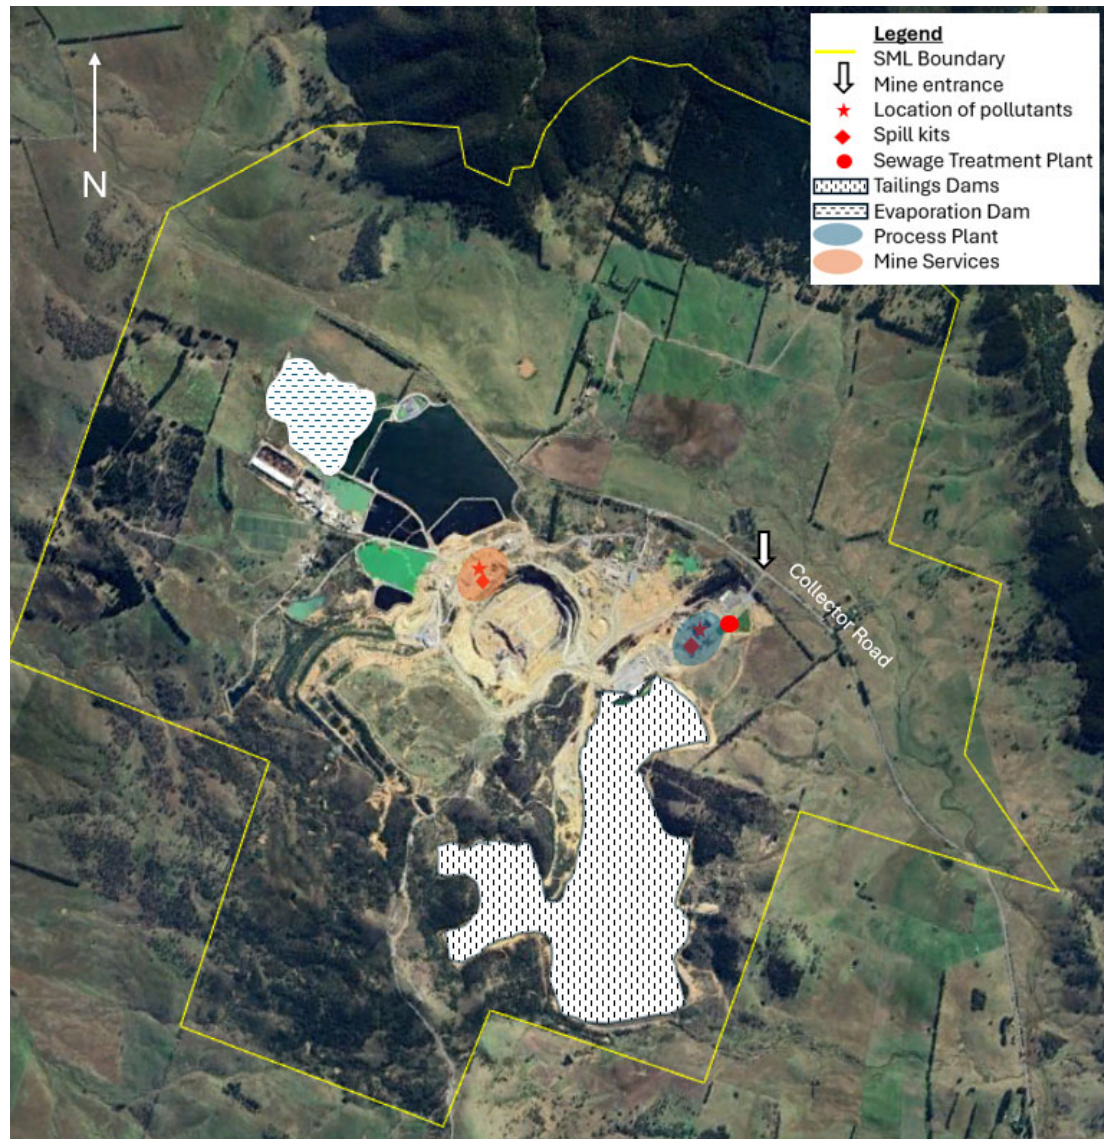 Legend
SML Boundary
Mine entrance
Location of pollutants
Spill kits
Sewage Treatment Plant
Tailings Dams
Evaporation Dam
Process Plant
Mine Services
N
Collector Road